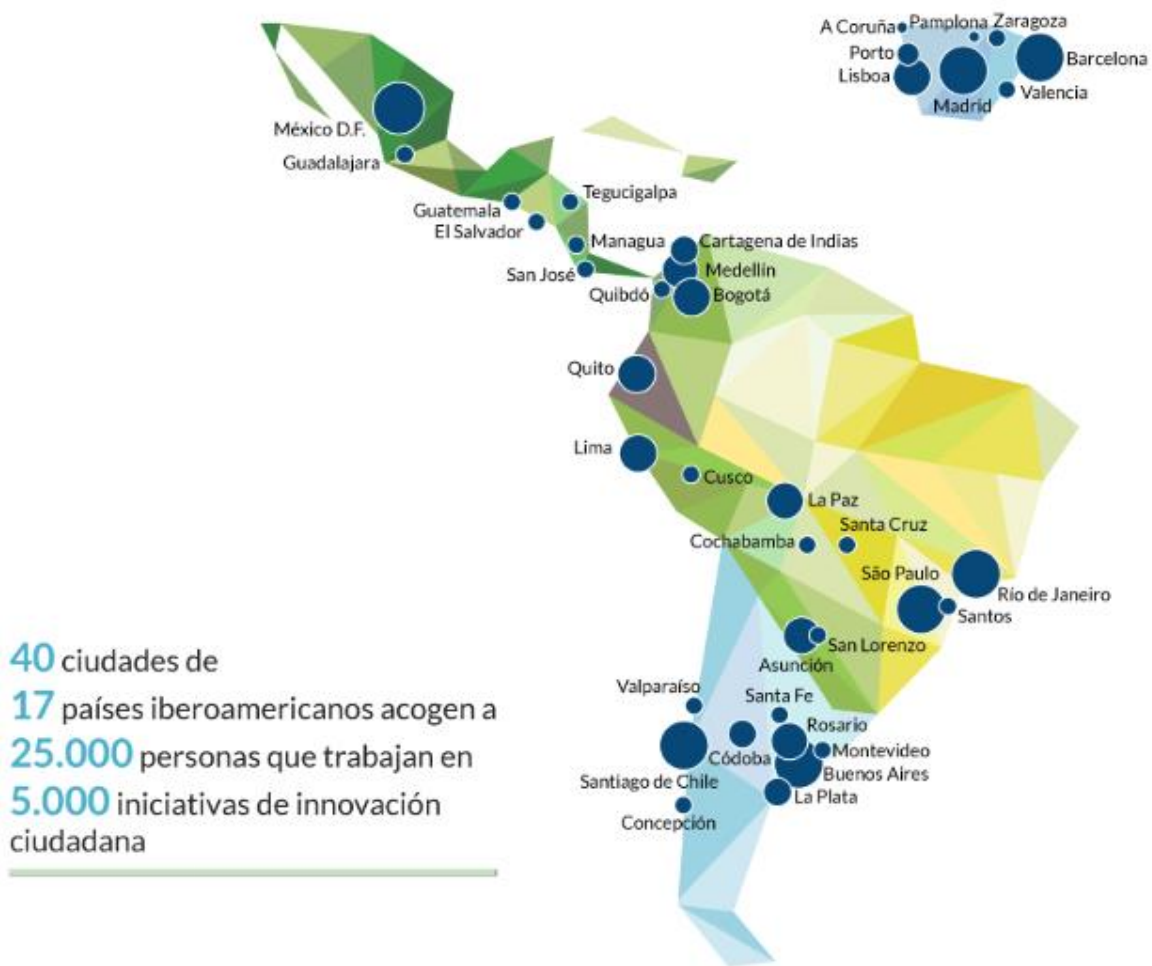 A Coruña
Pamplona
Zaragoza
Porto
Barcelona
Lisboa
Madrid
Valencia
México D.F.
Guadalajara
Tegucigalpa
Guatemala
El Salvador
Managua
Cartagena de Indias
San José
Medellín
Quibdó
Bogotá
Quito
Lima
Cusco
La Paz
Santa Cruz
Cochabamba
São Paulo
Río de Janeiro
Santos
San Lorenzo
Asunción
Valparaíso
Santa Fe
Rosario
Montevideo
Córdoba
Buenos Aires
Santiago de Chile
La Plata
Concepción
40 ciudades de
17 países iberoamericanos acogen a
25.000 personas que trabajan en
5.000 iniciativas de innovación
ciudadana